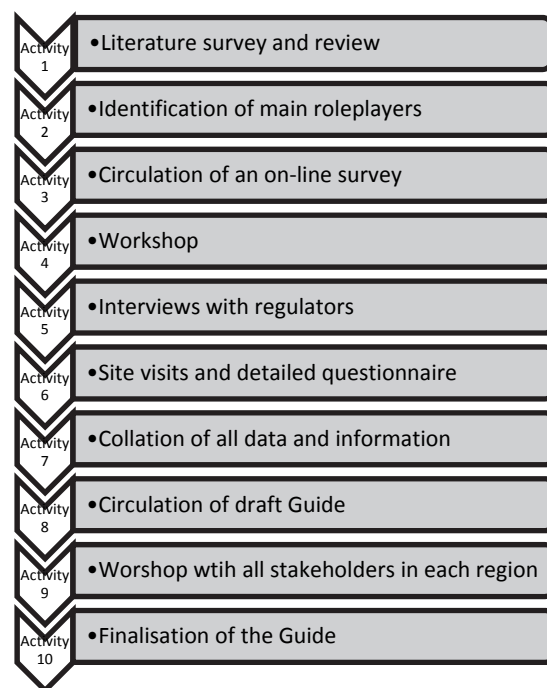 Activity
1
•Literature survey and review
Activity
2
•Identification of main roleplayers
Activity
3
•Circulation of an on-line survey
Activity
4
•Workshop
Activity
5
•Interviews with regulators
Activity
6
•Site visits and detailed questionnaire
Activity
7
•Collation of all data and information
Activity
8
•Circulation of draft Guide
Activity
9
•Worshop wtih all stakeholders in each region
Activity
10
•Finalisation of the Guide